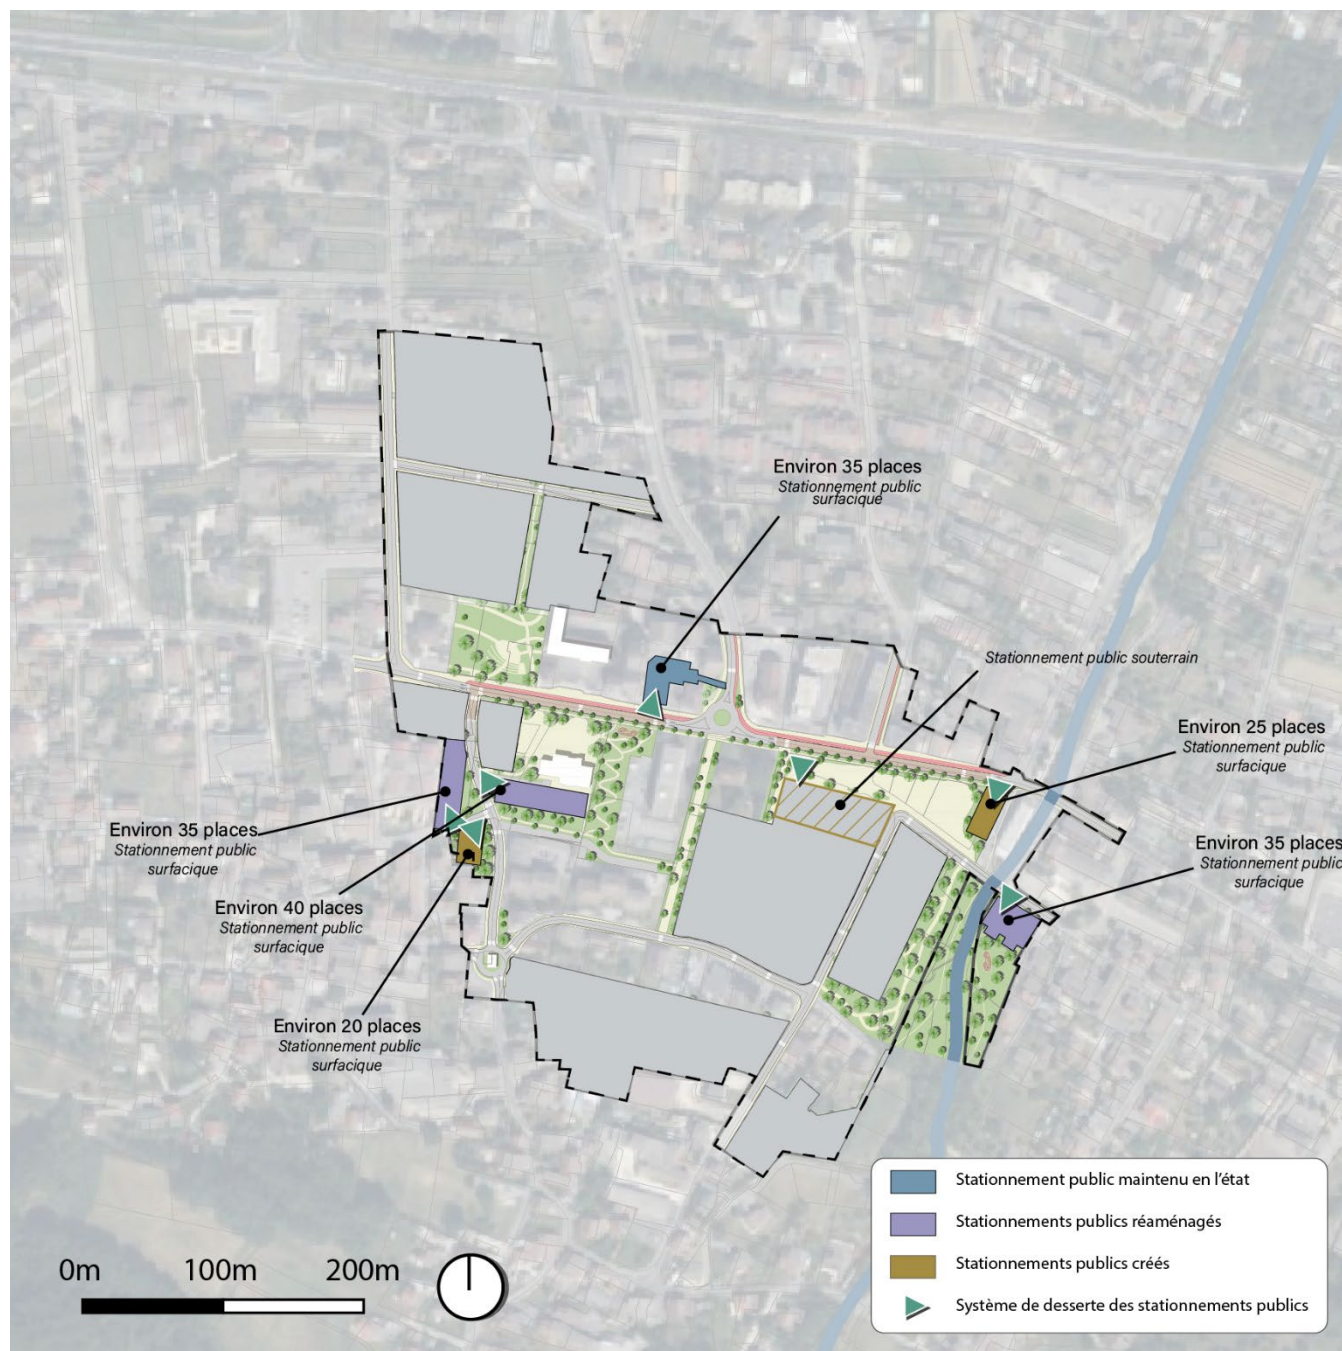 Environ 35 places
Stationnement public
surfacique
Stationnement public souterrain
Environ 25 places
Stationnement public
surfacique
Environ 35 places
Stationnement public
surfacique
Environ 35 places
Stationnement public
surfacique
Environ 40 places
Stationnement public
surfacique
Environ 20 places
Stationnement public
surfacique
Stationnement public maintenu en l'état
Stationnements publics réaménagés
Stationnements publics créés
Système de desserte des stationnements publics
0m 100m 200m